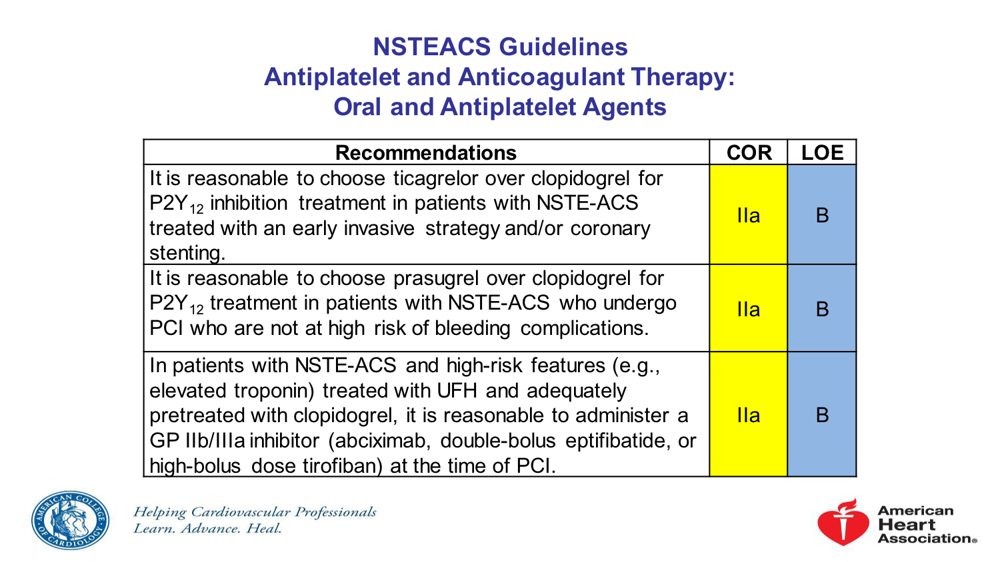 NSTEACS Guidelines
Antiplatelet and Anticoagulant Therapy:
Oral and Antiplatelet Agents
Recommendations COR LOE
It is reasonable to choose ticagrelor over clopidogrel for
P2Y12 inhibition treatment in patients with NSTE-ACS
treated with an early invasive strategy and/or coronary
stenting.
IIa B
It is reasonable to choose prasugrel over clopidogrel for
P2Y12 treatment in patients with NSTE-ACS who undergo
PCI who are not at high risk of bleeding complications.
IIa B
In patients with NSTE-ACS and high-risk features (e.g.,
elevated troponin) treated with UFH and adequately
pretreated with clopidogrel, it is reasonable to administer a
GP IIb/IIIa inhibitor (abciximab, double-bolus eptifibatide, or
high-bolus dose tirofiban) at the time of PCI.
IIa B
AMERICAN COLLEGE OF CARDIOLOGY
Helping Cardiovascular Professionals
Learn. Advance. Heal.
American
Heart
Association®